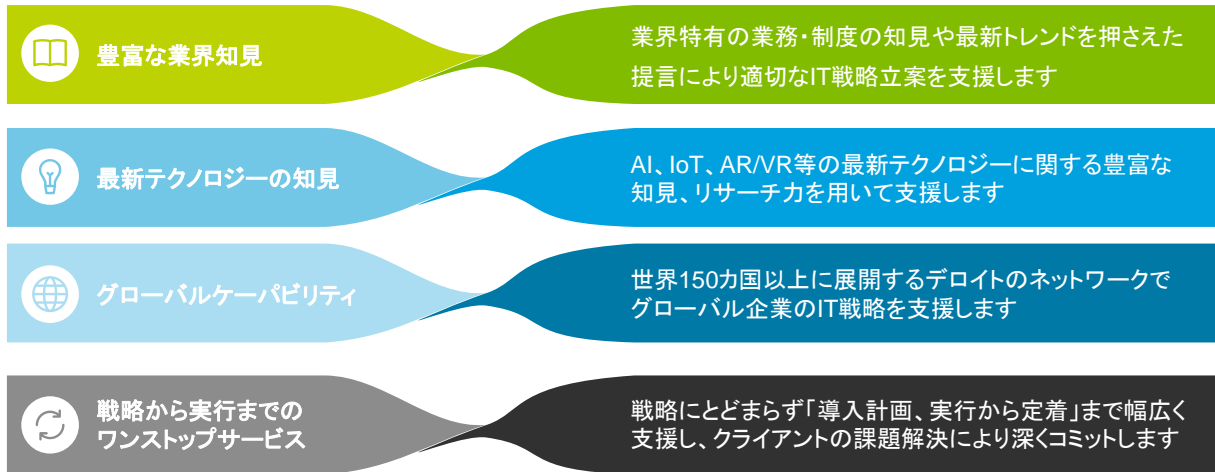 豊富な業界知見
業界特有の業務・制度の知見や最新トレンドを押さえた
提言により適切なIT戦略立案を支援します
最新テクノロジーの知見
AI、IoT、AR/VR等の最新テクノロジーに関する豊富な
知見、リサーチ力を用いて支援します
グローバルケーパビリティ
世界150カ国以上に展開するデロイトのネットワークで
グローバル企業のIT戦略を支援します
戦略から実行までの
ワンストップサービス
戦略にとどまらず「導入計画、実行から定着」まで幅広く
支援し、クライアントの課題解決により深くコミットします